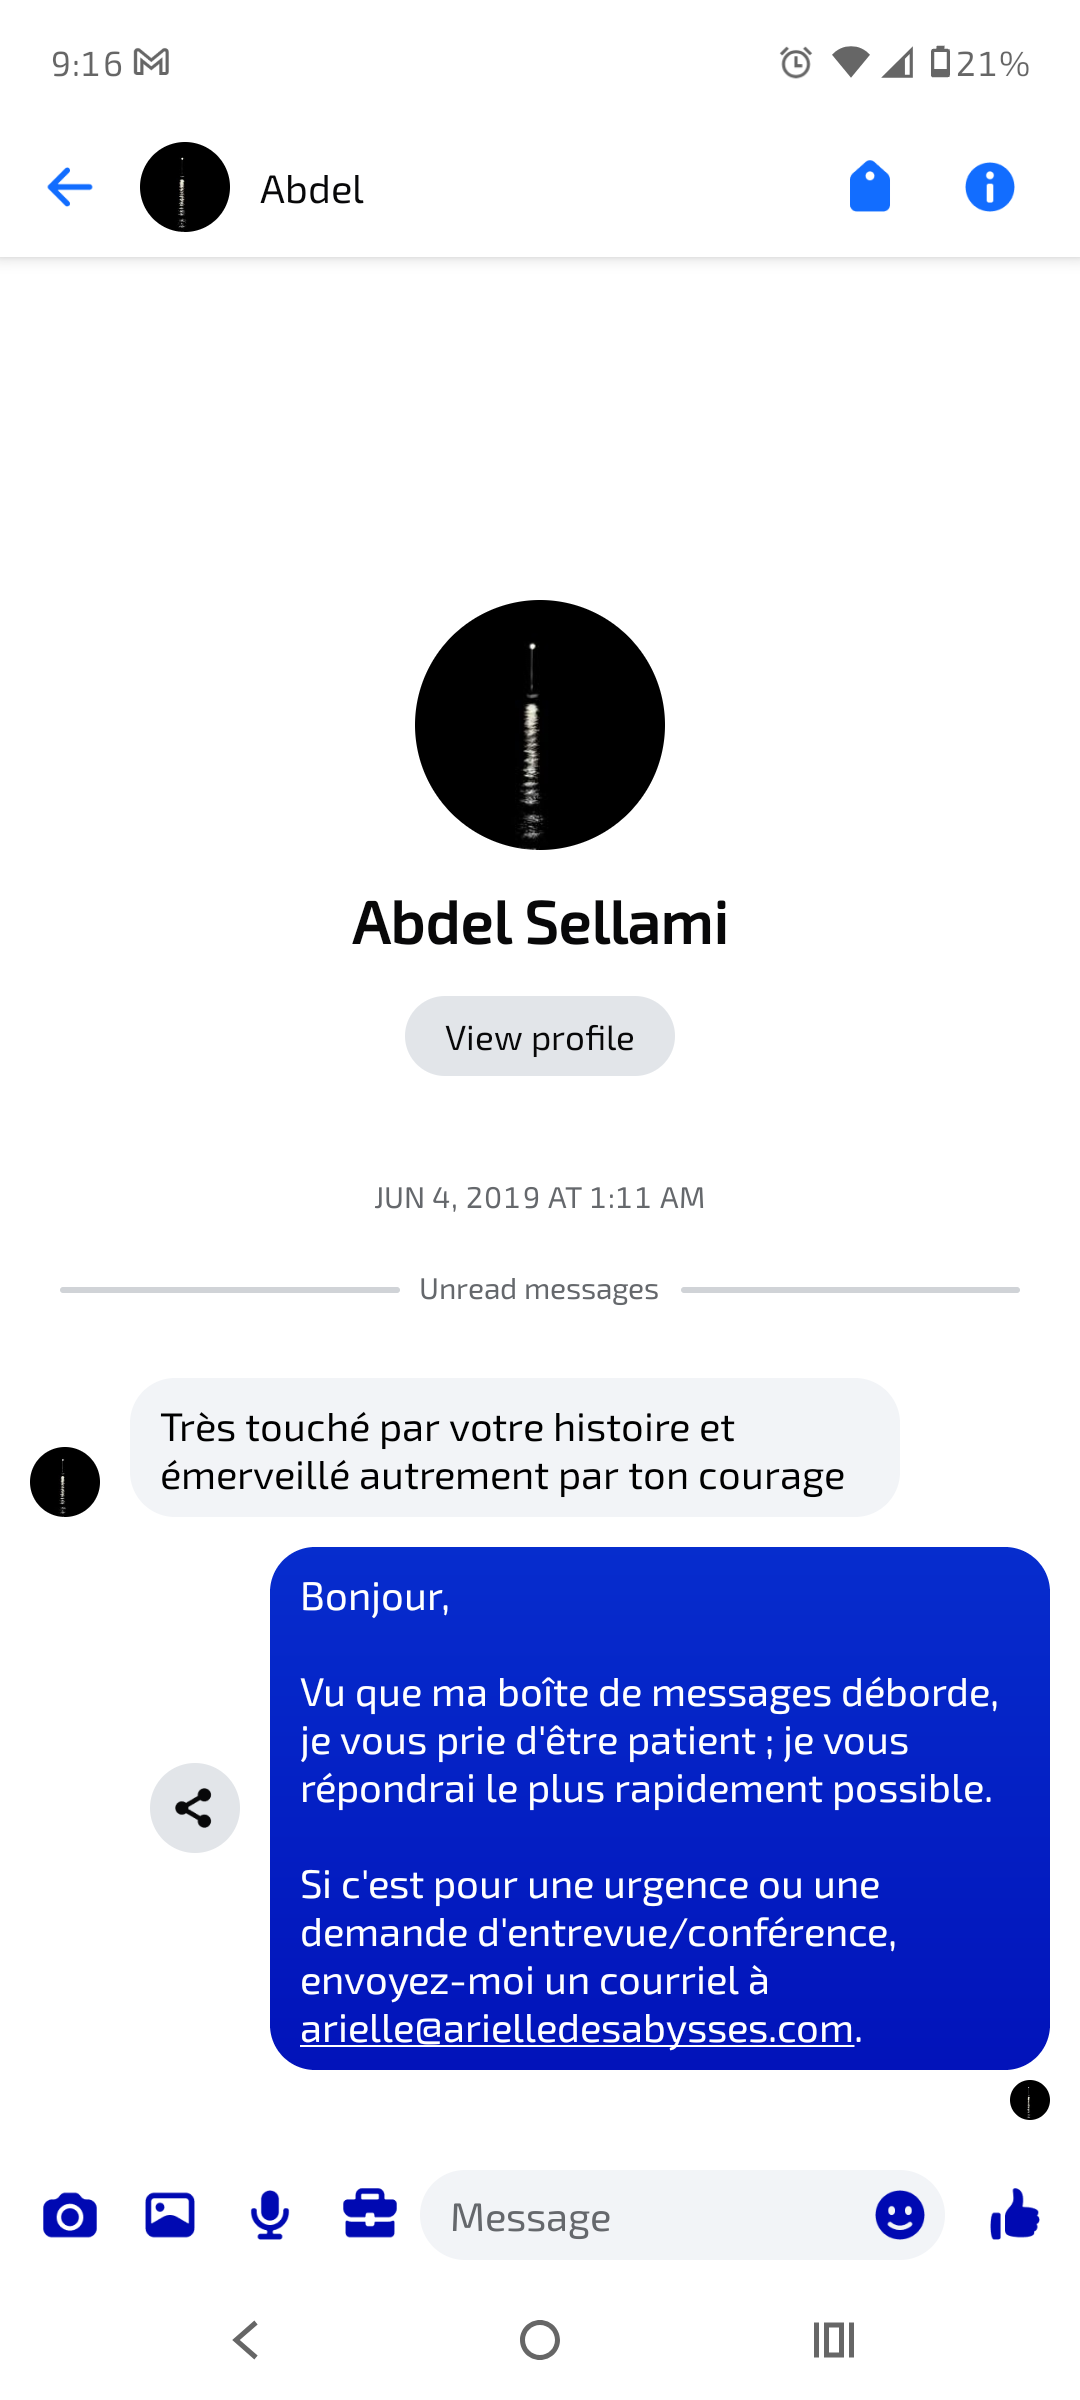 9:16 21%
Abdel
Abdel Sellami
View profile
JUN 4, 2019 AT 1:11 AM
Unread messages
Très touché par votre histoire et
émerveillé autrement par ton courage
Bonjour,
Vu que ma boîte de messages déborde,
je vous prie d'être patient ; je vous
répondrai le plus rapidement possible.
Si c'est pour une urgence ou une
demande d'entrevue/conférence,
envoyez-moi un courriel à
arielle@arielledesabysses.com.
Message